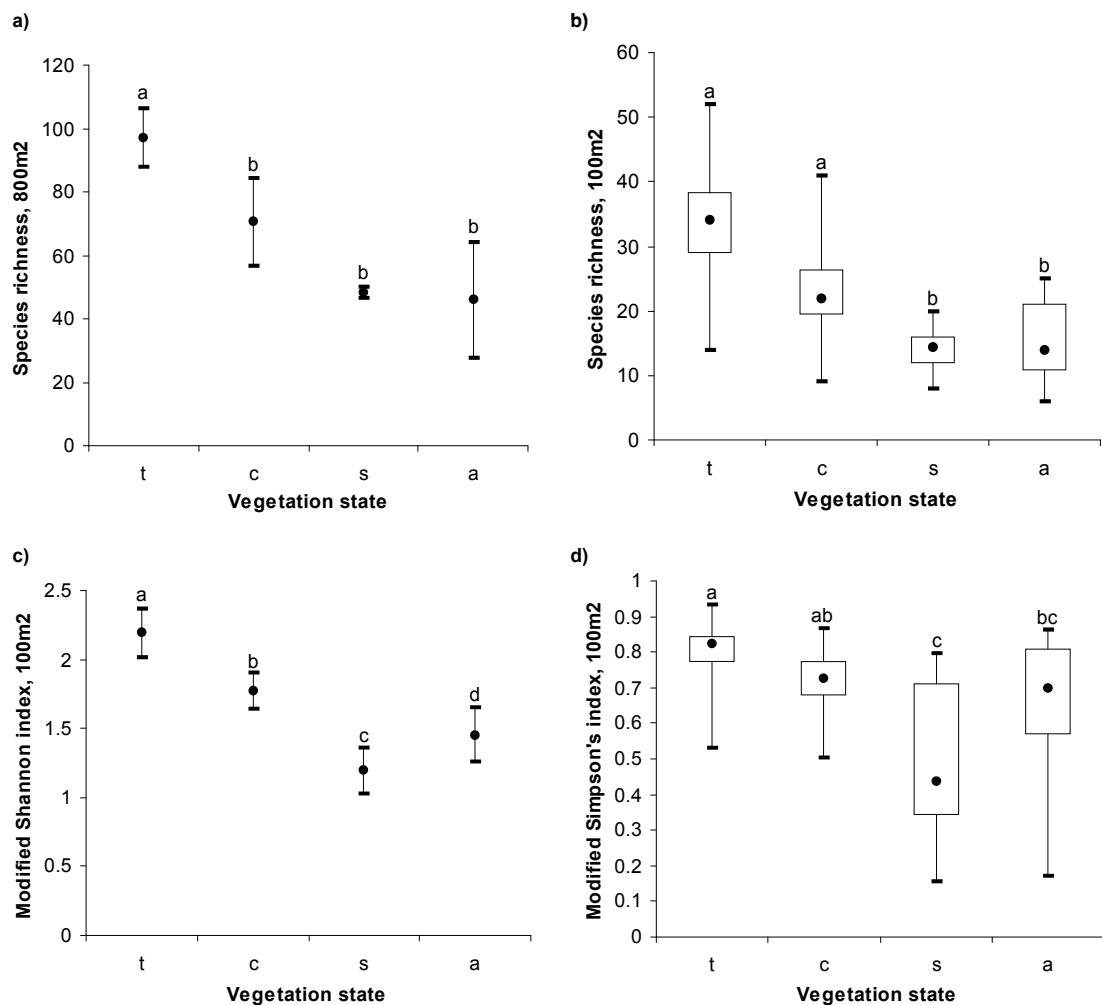 a)
Species richness, 800m2
120
100
80
60
40
20
0
a
b
b
b
t c s a
Vegetation state
b)
Species richness, 100m2
60
50
40
30
20
10
0
a
a
b
b
t c s a
Vegetation state
c)
Modified Shannon index, 100m2
2.5
2
1.5
1
0.5
0
a
b
c
d
t c s a
Vegetation state
d)
Modified Simpson's index, 100m2
1
0.9
0.8
0.7
0.6
0.5
0.4
0.3
0.2
0.1
0
a
ab
c
bc
t c s a
Vegetation state